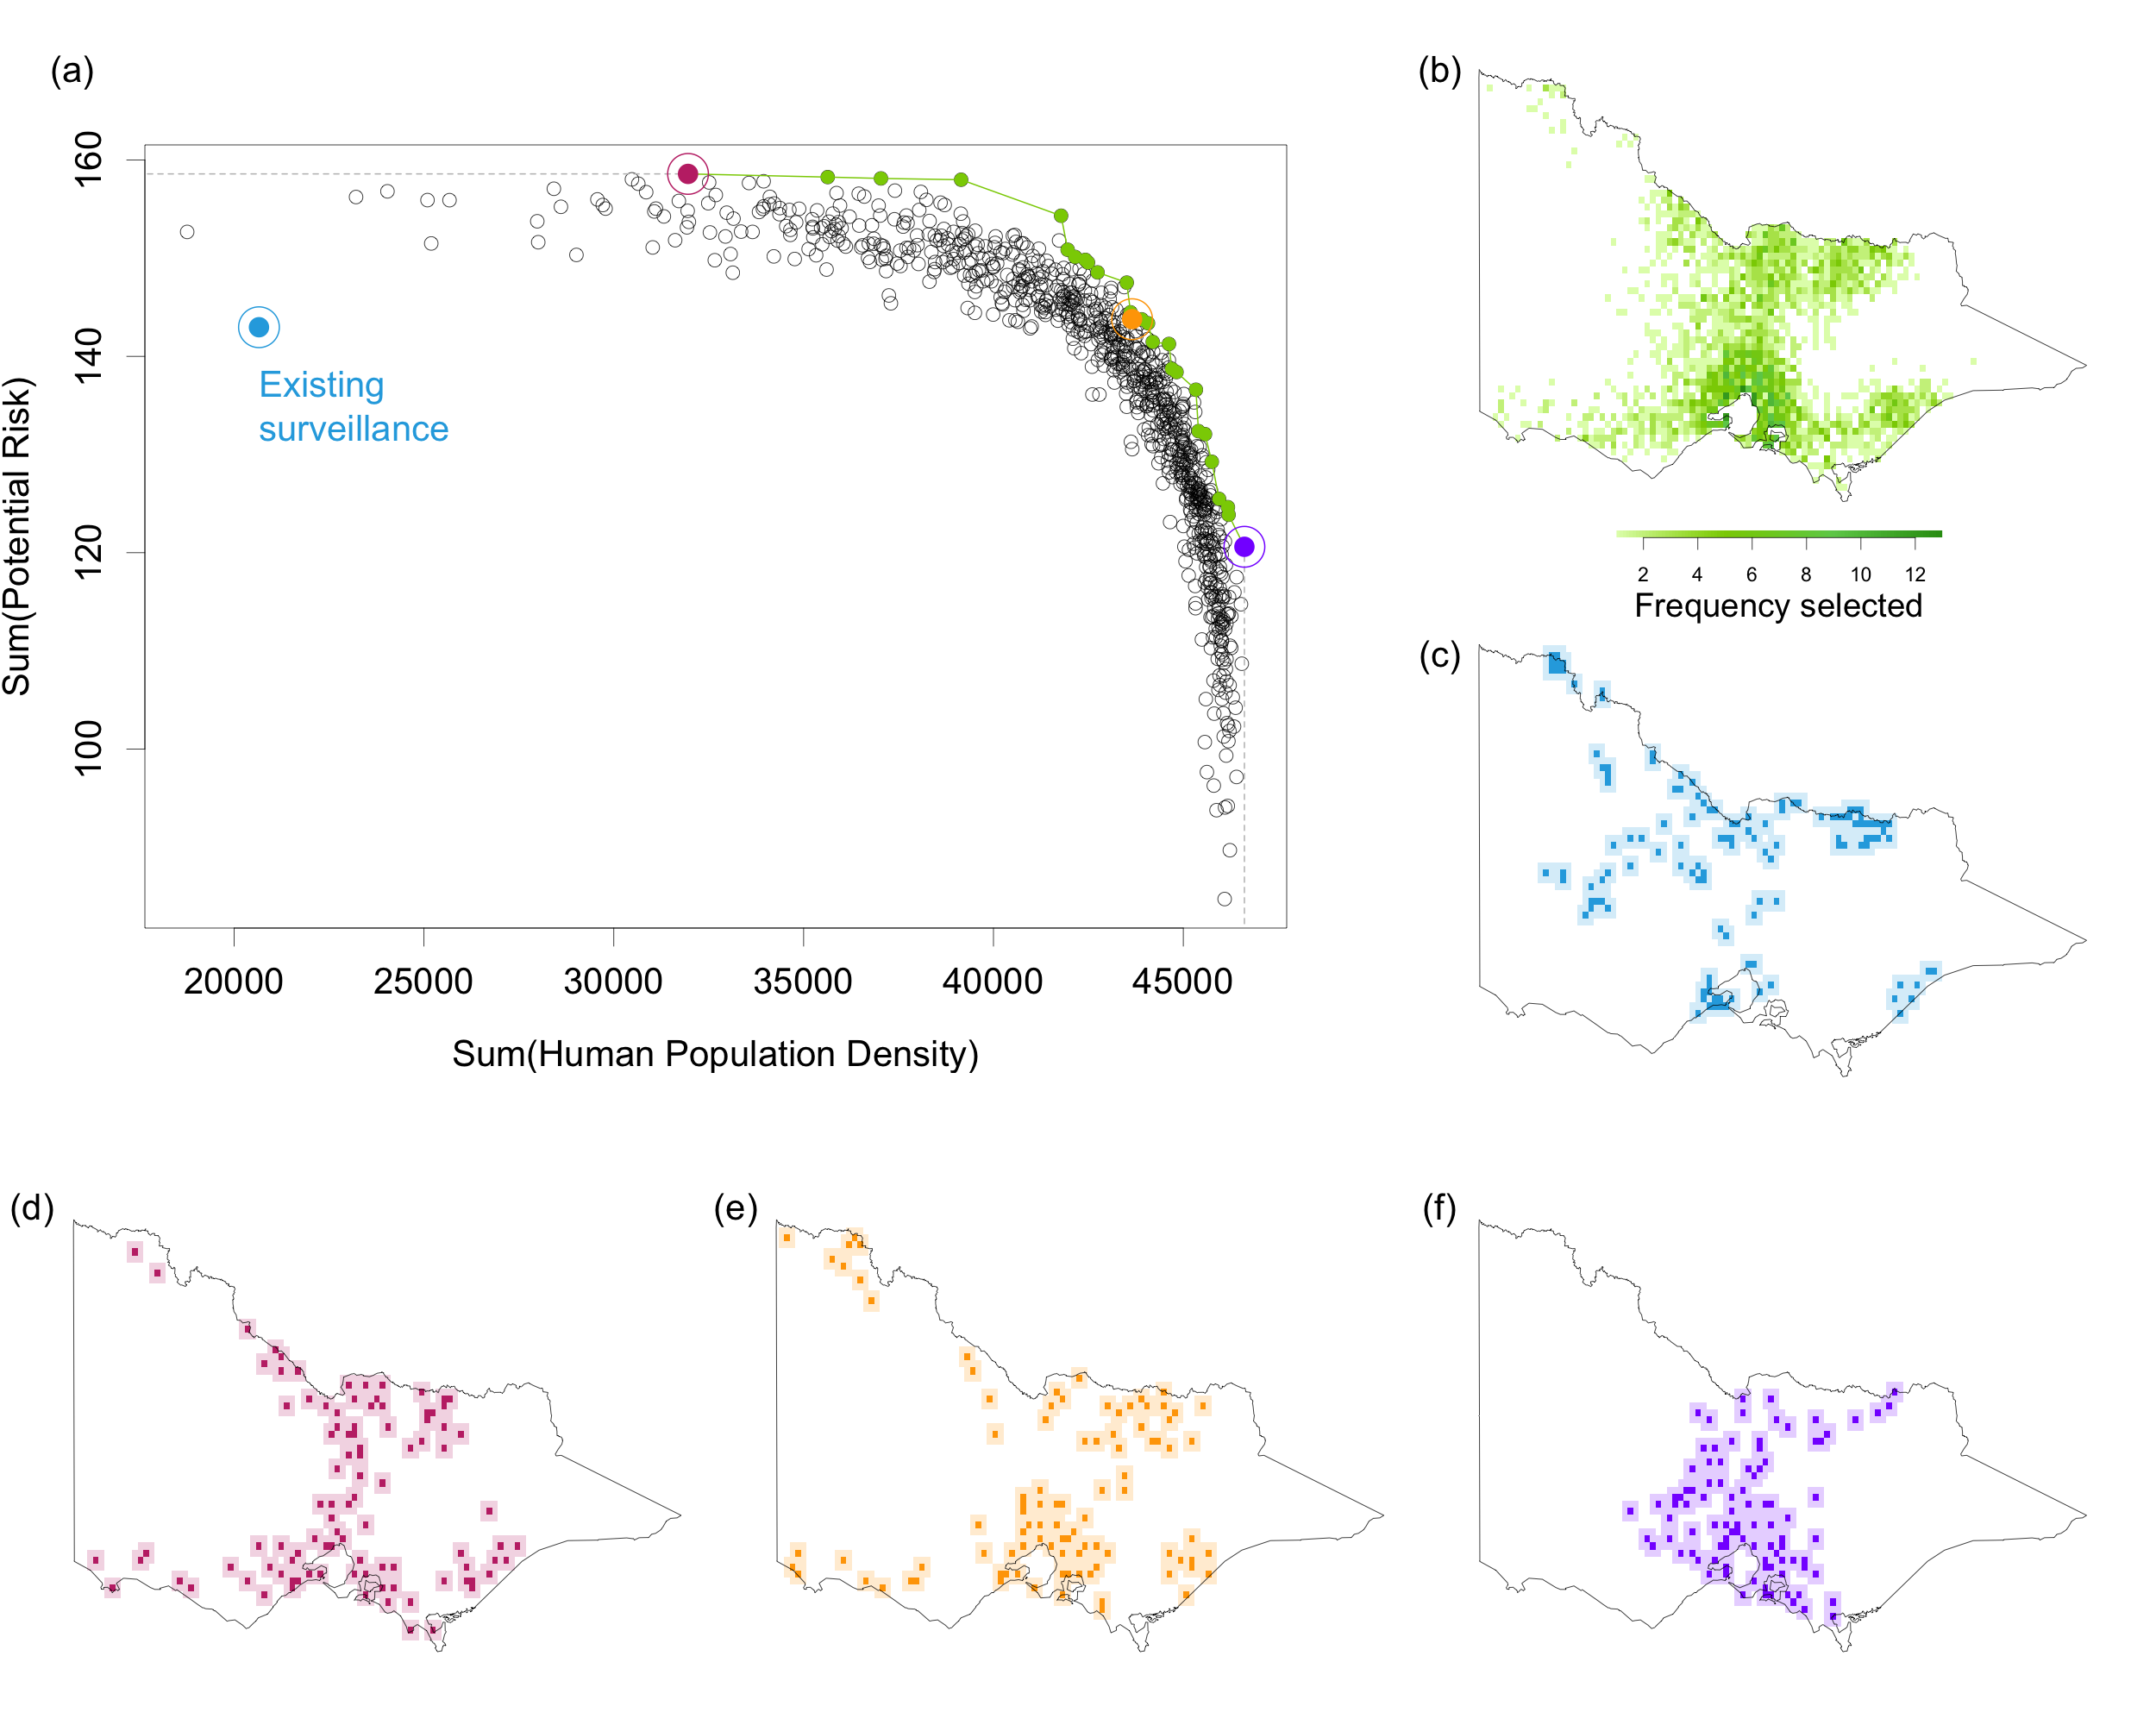 (a)
160
140
120
100
Sum(Potential Risk)
Existing
surveillance
20000 25000 30000 35000 40000 45000
Sum(Human Population Density)
(b)
2 4 6 8 10 12
Frequency selected
(c)
(d)
(e)
(f)